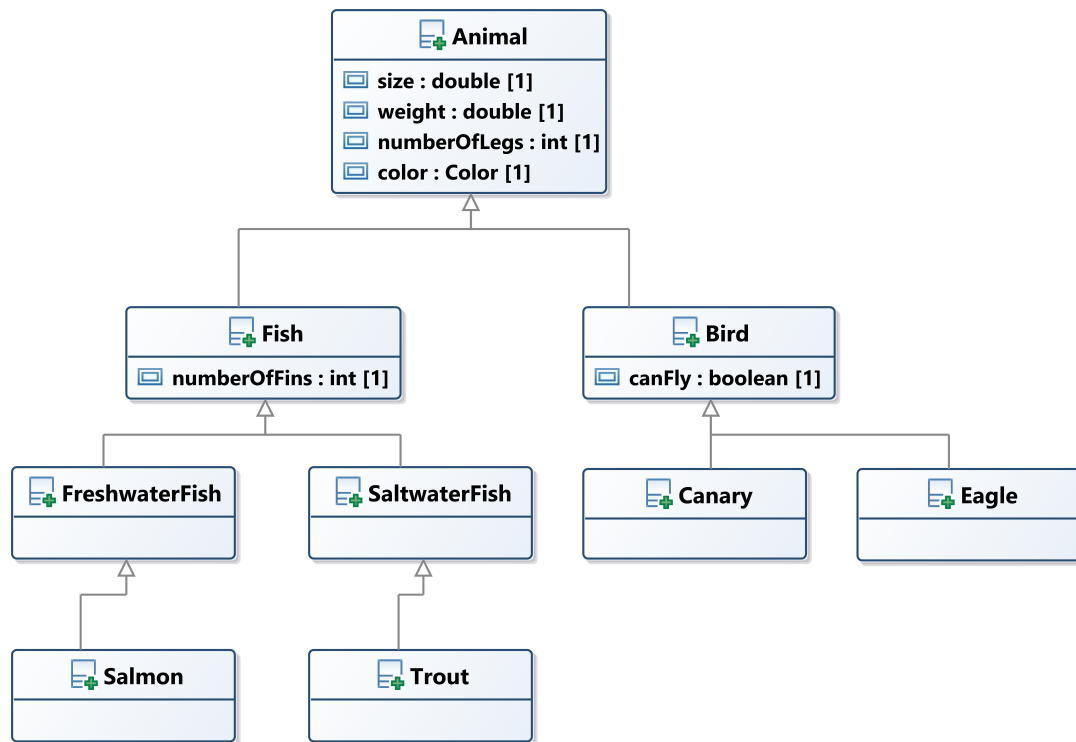 Animal
size : double [1]
weight : double [1]
numberOfLegs : int [1]
color : Color [1]
Fish
numberOfFins : int [1]
Bird
canFly : boolean [1]
FreshwaterFish
SaltwaterFish
Canary
Eagle
Salmon
Trout